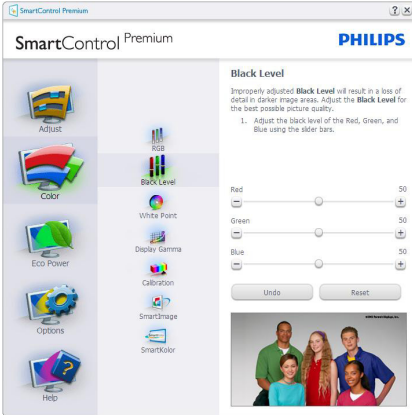 SmartControl Premium
? X
SmartControl Premium
PHILIPS
Adjust
Color
Eco Power
Options
Help
RGB
Black Level
White Point
Display Gamma
Calibration
SmartImage
SmartKolor
Black Level
Improperly adjusted Black Level will result in a loss of
detail in darker image areas. Adjust the Black Level for
the best possible picture quality.
1. Adjust the black level of the Red, Green, and
Blue using the slider bars.
Red 50
Green 50
Blue 50
Undo Reset